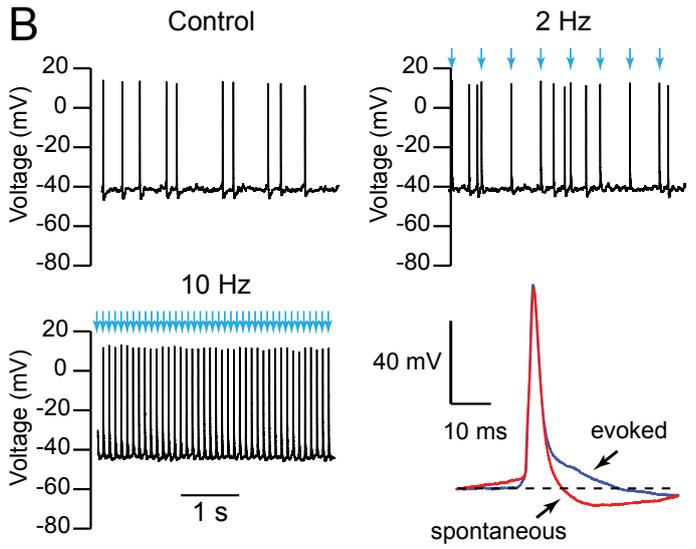 B
Control
2 Hz
Voltage (mV)
20
0
-20
-40
-60
-80
Voltage (mV)
20
0
-20
-40
-60
-80
10 Hz
Voltage (mV)
20
0
-20
-40
-60
-80
1 s
40 mV
10 ms
evoked
spontaneous